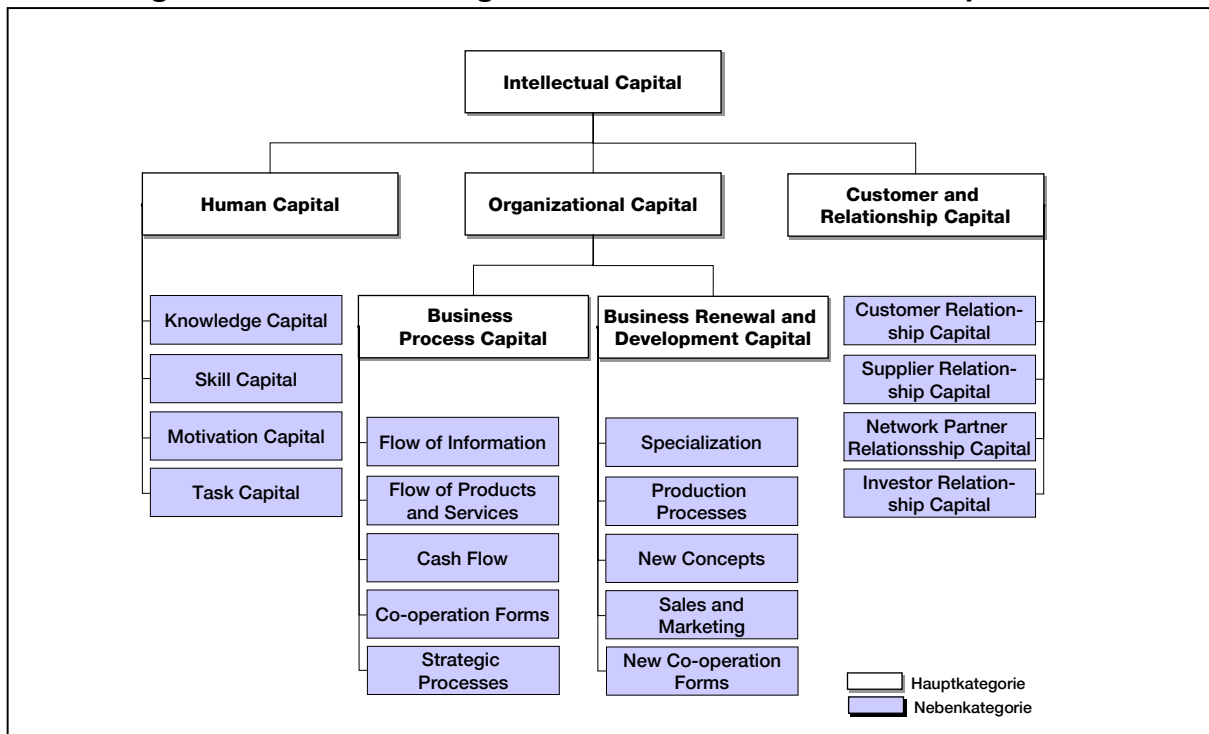 Intellectual Capital
Human Capital
Organizational Capital
Customer and
Relationship Capital
Knowledge Capital
Skill Capital
Motivation Capital
Task Capital
Business
Process Capital
Flow of Information
Flow of Products
and Services
Cash Flow
Co-operation Forms
Strategic
Processes
Business Renewal and
Development Capital
Specialization
Production
Processes
New Concepts
Sales and
Marketing
New Co-operation
Forms
Customer Relation-
ship Capital
Supplier Relation-
ship Capital
Network Partner
Relationsship Capital
Investor Relation-
ship Capital
Hauptkategorie
Nebenkategorie